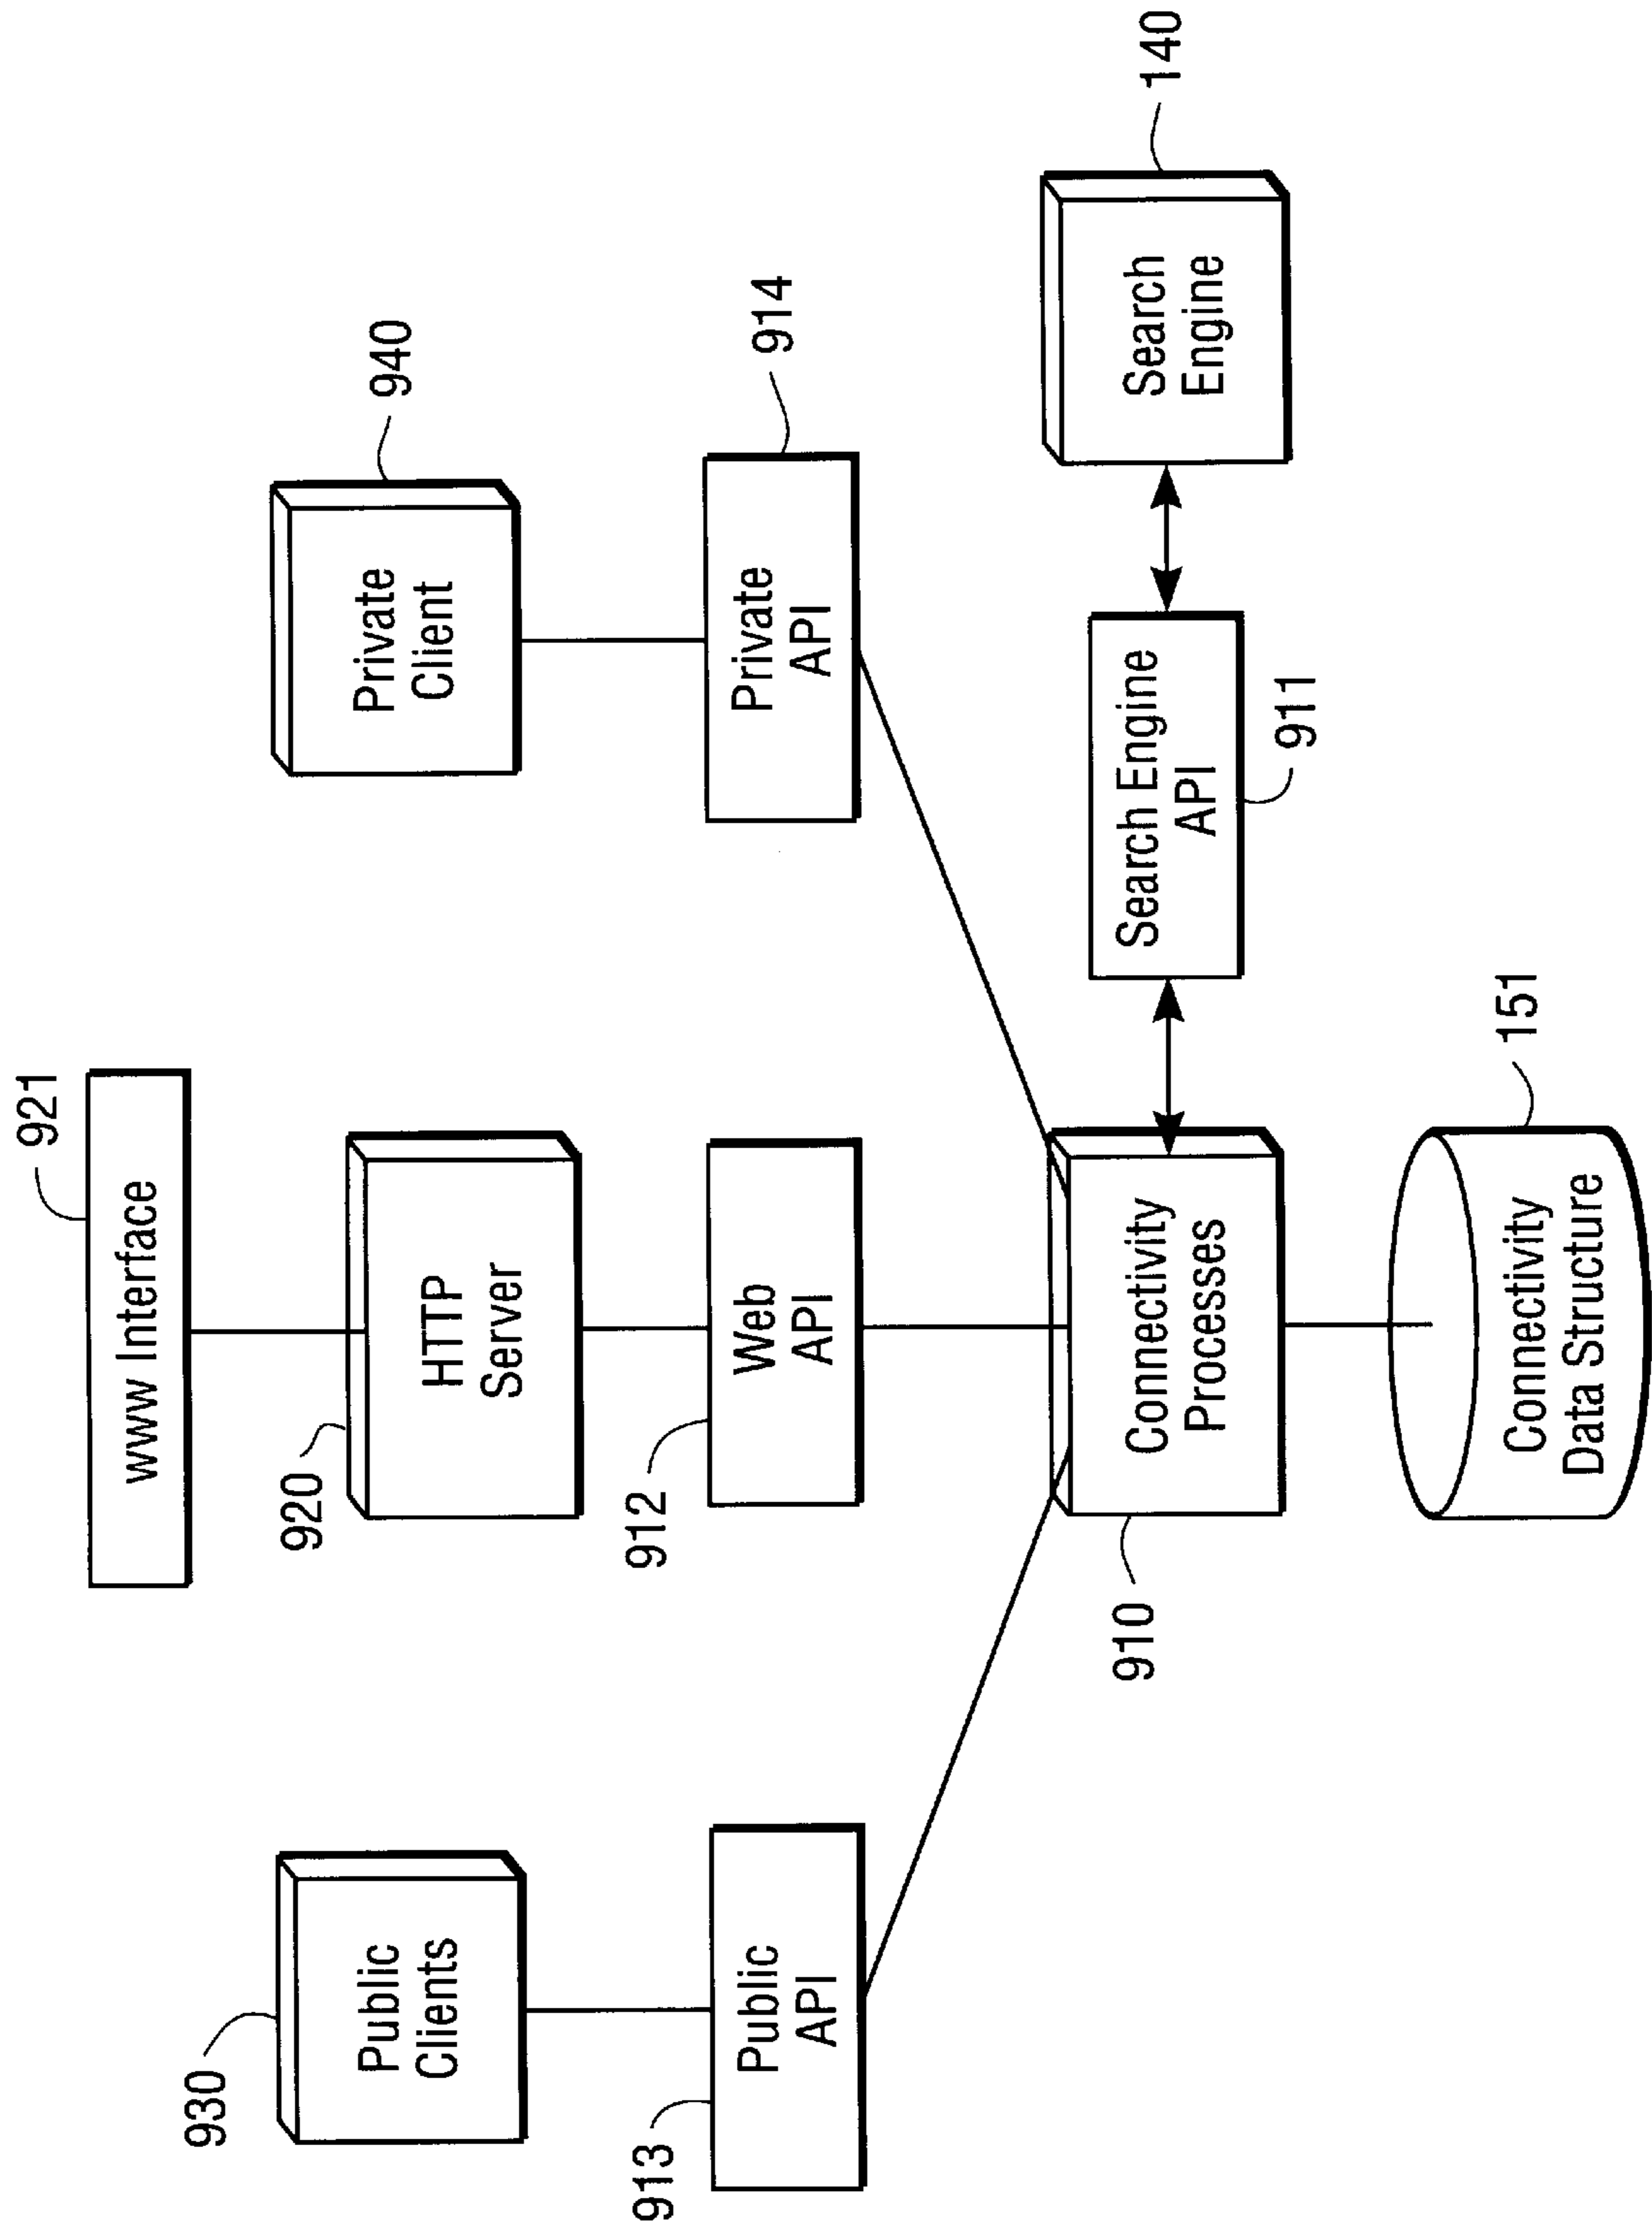 921
www Interface
940
Private
Client
920
HTTP
Server
930
Public
Clients
914
Private
API
912
Web
API
913
Public
API
140
Search
Engine
Search Engine
API
911
Connectivity
Processes
910
151
Connectivity
Data Structure